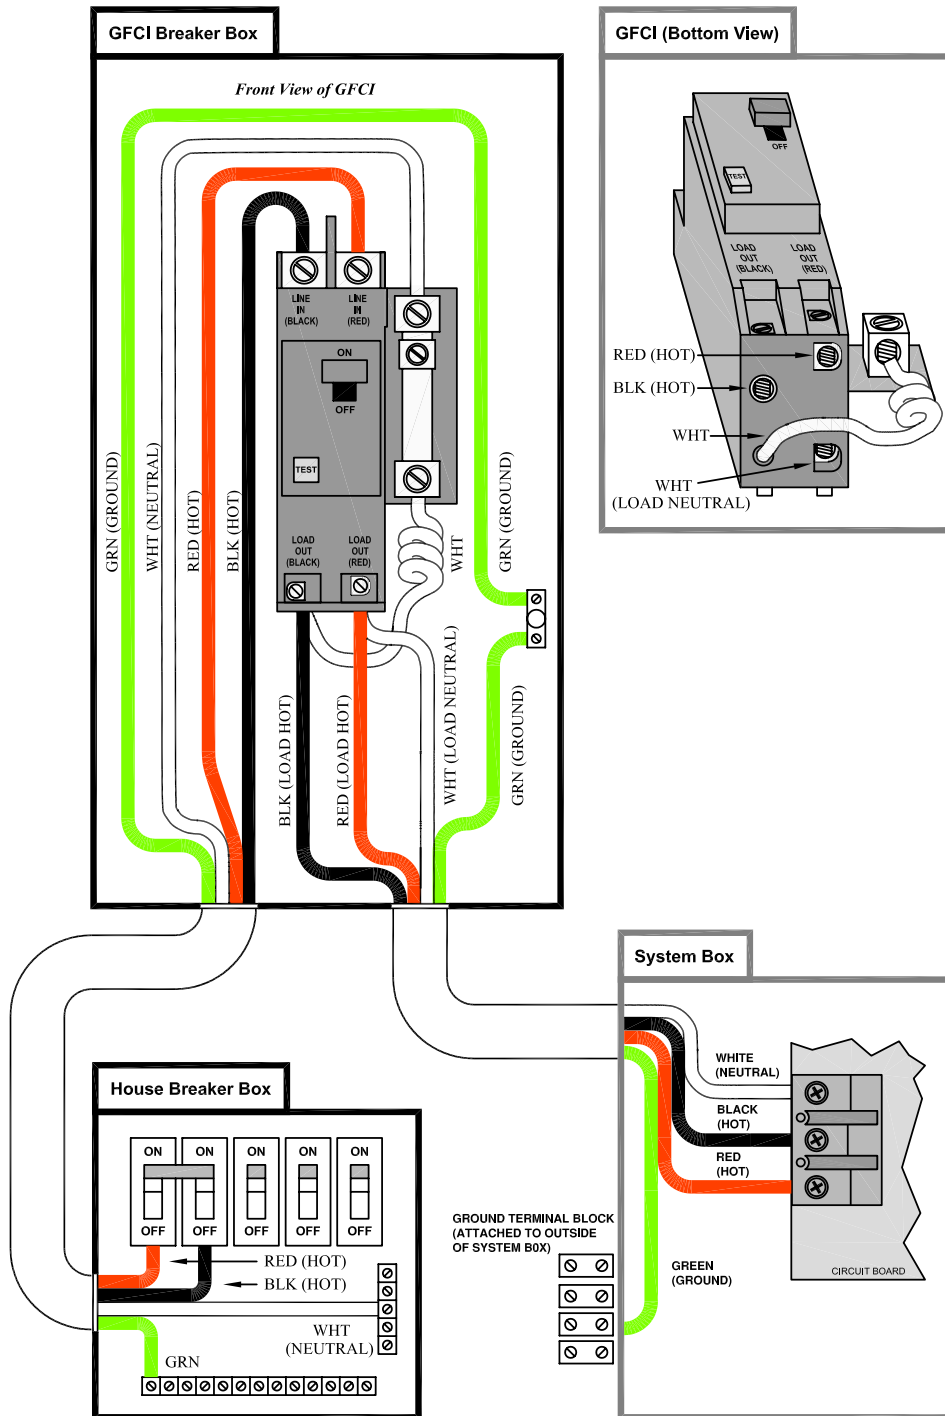 GFCI Breaker Box
Front View of GFCI
LINE
IN
(BLACK)
LINE
IN
(RED)
ON
OFF
TEST
LOAD
OUT
(BLACK)
LOAD
OUT
(RED)
GRN (GROUND)
WHT (NEUTRAL)
RED (HOT)
BLK (HOT)
WHT
GRN (GROUND)
BLK (LOAD HOT)
RED (LOAD HOT)
WHT (LOAD NEUTRAL)
GRN (GROUND)
GFCI (Bottom View)
OFF
TEST
LOAD
OUT
(BLACK)
LOAD
OUT
(RED)
RED (HOT)
BLK (HOT)
WHT
WHT
(LOAD NEUTRAL)
House Breaker Box
ON
ON
ON
ON
ON
OFF
OFF
OFF
OFF
OFF
RED (HOT)
BLK (HOT)
WHT
(NEUTRAL)
GRN
System Box
WHITE
(NEUTRAL)
BLACK
(HOT)
RED
(HOT)
GROUND TERMINAL BLOCK
(ATTACHED TO OUTSIDE
OF SYSTEM B0X)
GREEN
(GROUND)
CIRCUIT BOARD